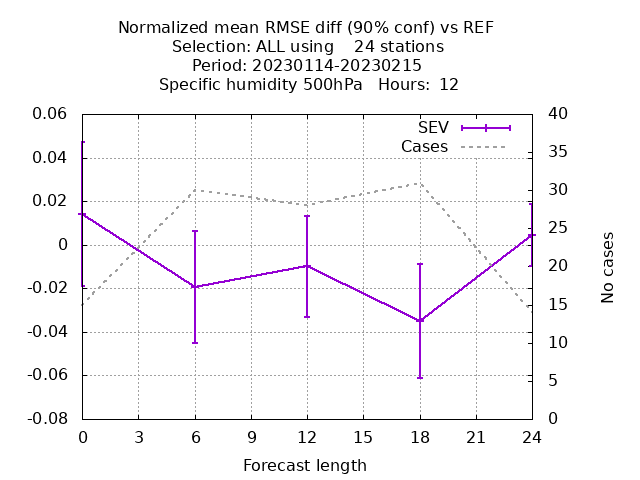 Normalized mean RMSE diff (90% conf) vs REF
Selection: ALL using    24 stations
Period: 20230114-20230215
Specific humidity 500hPa   Hours:  12
SEV
Cases
0.06
0.04
0.02
0
-0.02
-0.04
-0.06
-0.08
40
35
30
25
20
15
10
5
0
No cases
0 3 6 9 12 15 18 21 24
Forecast length